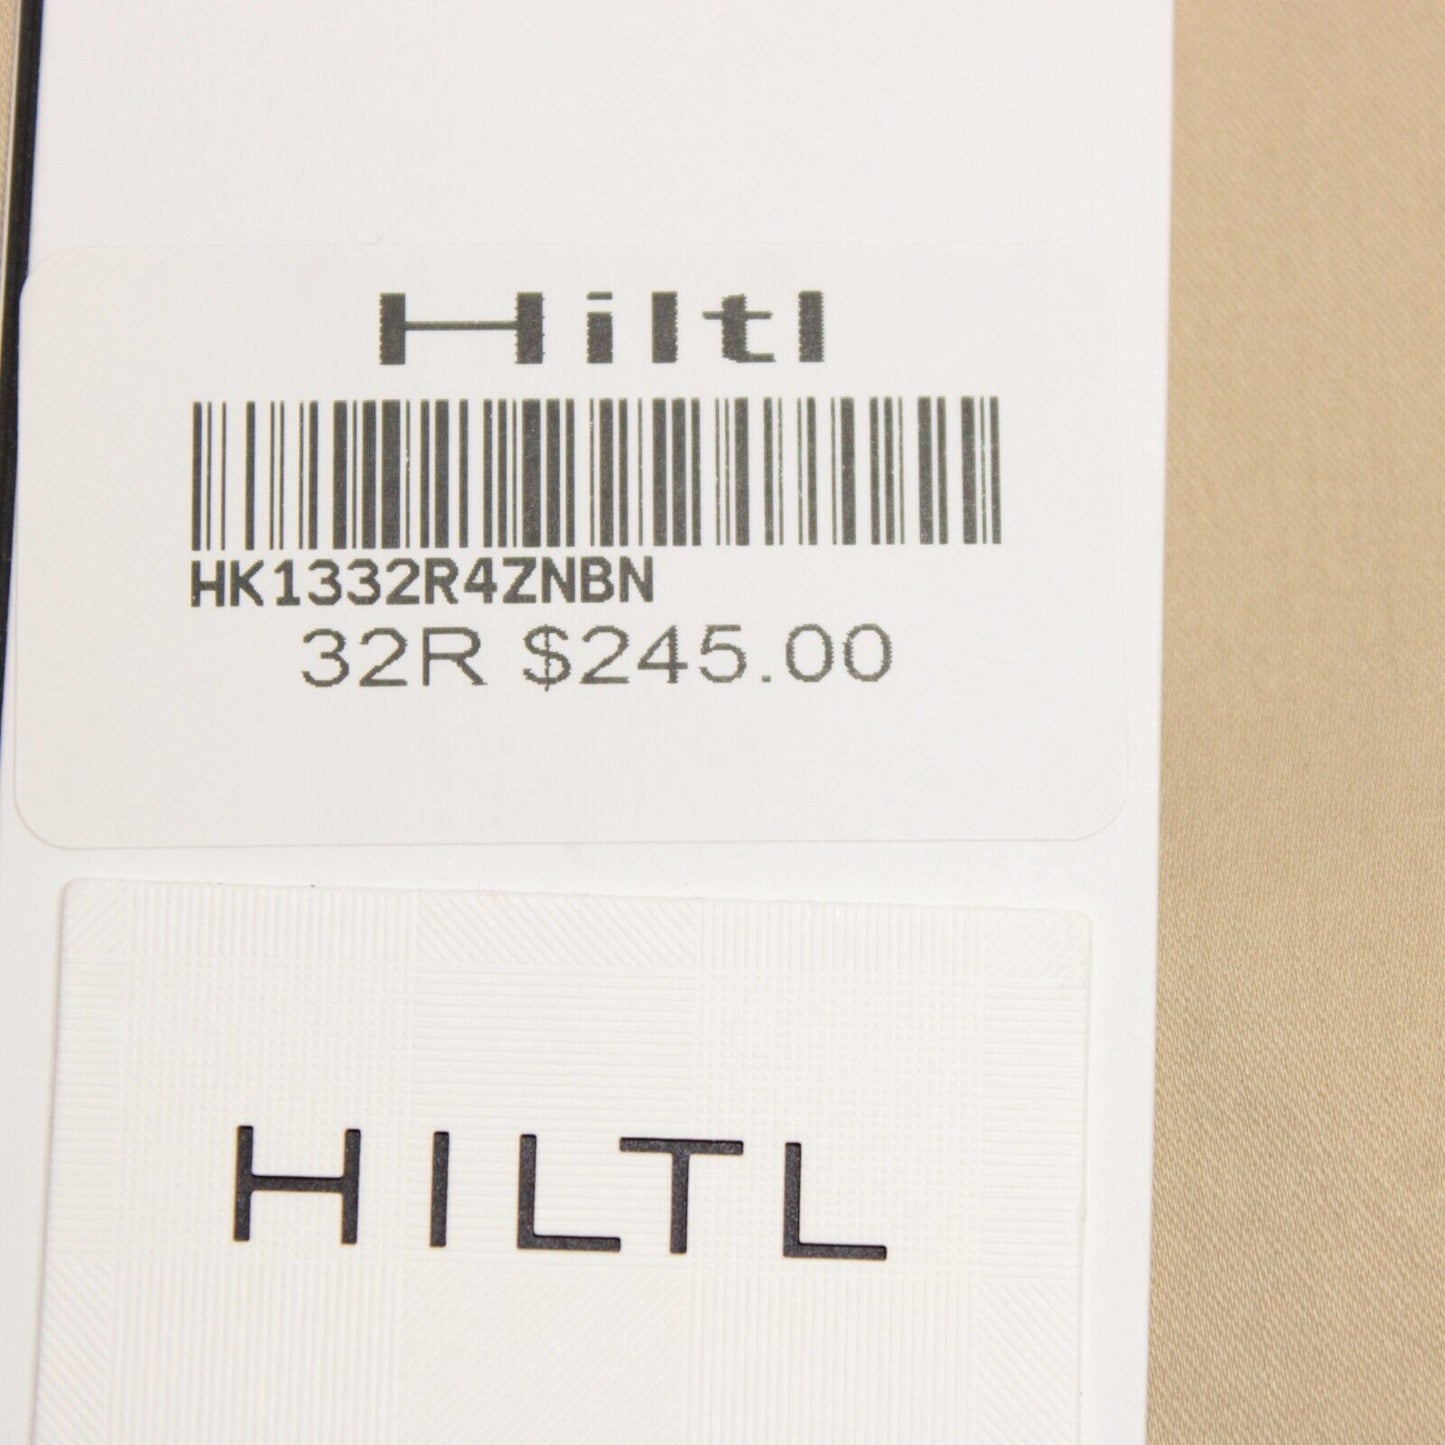 Hiltl
HK1332R4ZNBN
32R $245.00
HILTL